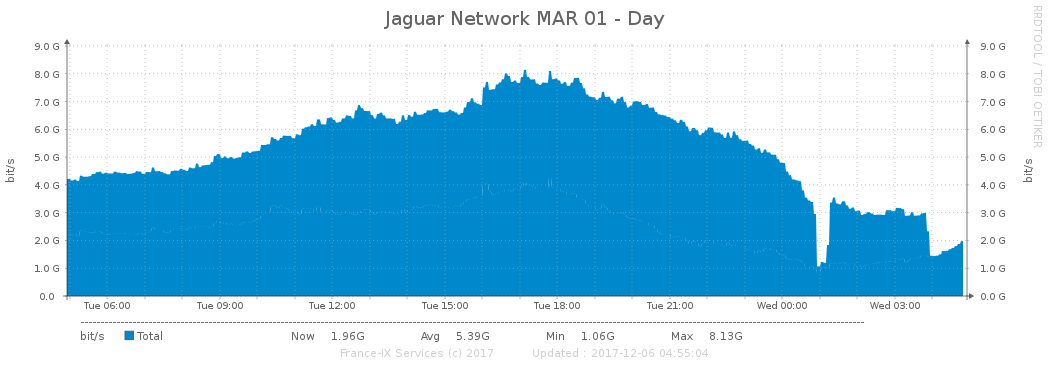 Jaguar Network MAR 01 - Day
RRDTOOL / TOBI OETIKER
bit/s
9.0 G 9.0 G
8.0 G 8.0 G
7.0 G 7.0 G
6.0 G 6.0 G
5.0 G 5.0 G
4.0 G 4.0 G
3.0 G 3.0 G
2.0 G 2.0 G
1.0 G 1.0 G
0.0 0.0 G
bit/s
Tue 06:00 Tue 09:00 Tue 12:00 Tue 15:00 Tue 18:00 Tue 21:00 Wed 00:00 Wed 03:00
bit/s Total Now 1.96G Avg 5.39G Min 1.06G Max 8.13G
France-IX Services (c) 2017 Updated : 2017-12-06 04:55:04